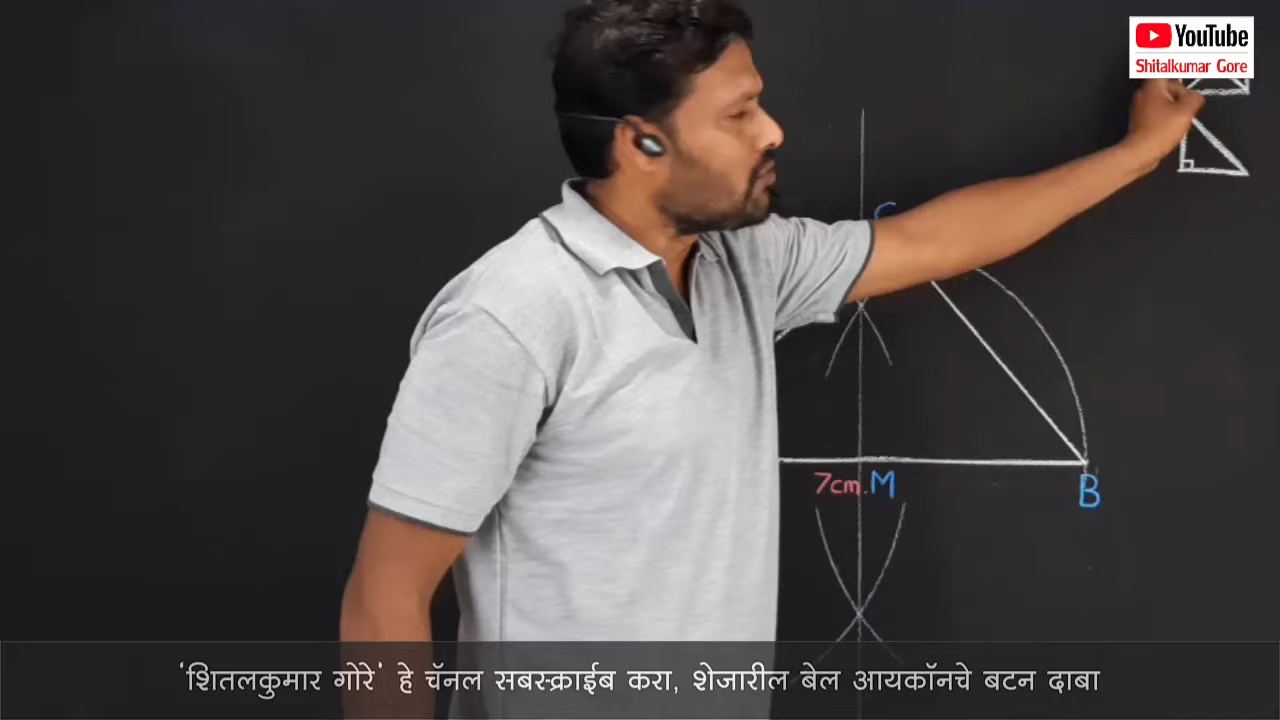 YouTube
Shitalkumar Gore
7cm. M
B
'शितलकुमार गोरे' हे चॅनल सबस्क्राईब करा, शेजारील बेल आयकॉनचे बटन दाबा